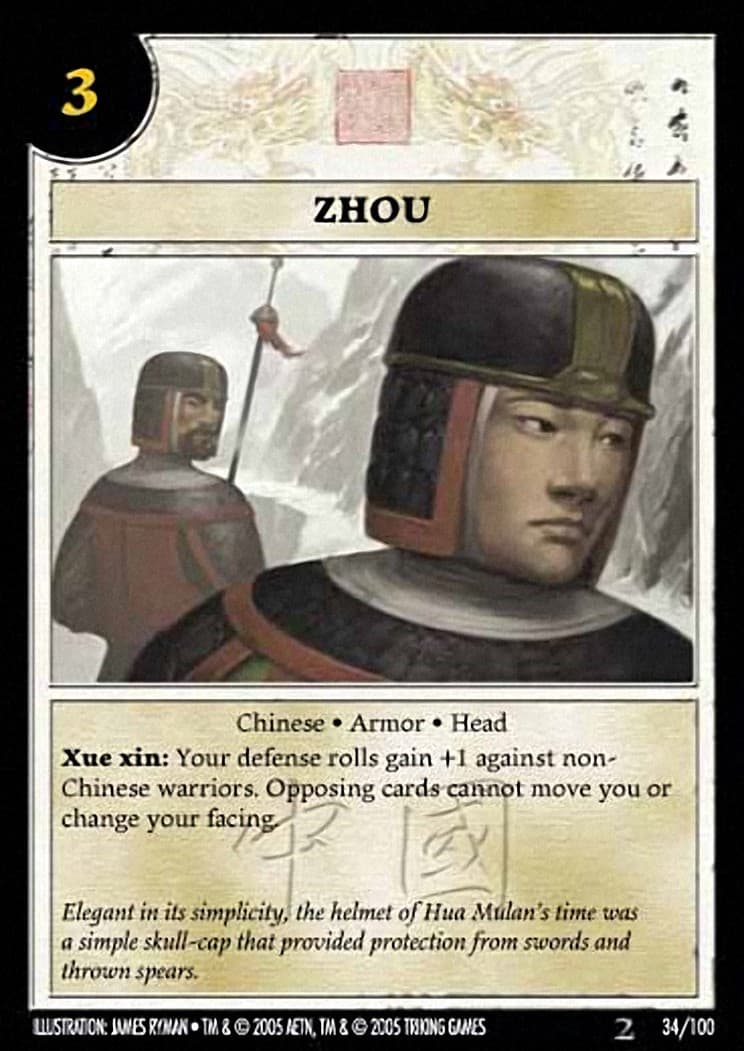 3
ZHOU
Chinese • Armor • Head
Xue xin: Your defense rolls gain +1 against non-
Chinese warriors. Opposing cards cannot move you or
change your facing.
中國
Elegant in its simplicity, the helmet of Hua Mulan's time was
a simple skull-cap that provided protection from swords and
thrown spears.
ILLUSTRATION: JAMES RYMAN • TM & © 2005 AETN, TM & © 2005 TRIKING GAMES 2 34/100